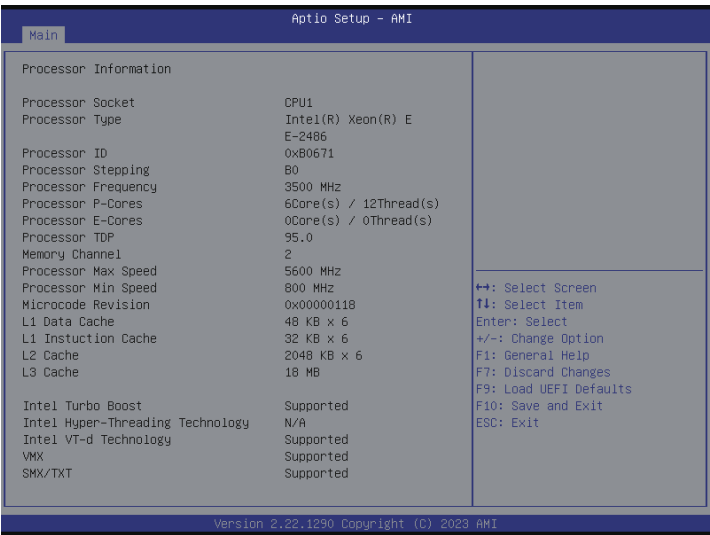 Aptio Setup - AMI
Main
Processor Information
Processor Socket CPU1
Processor Type Intel(R) Xeon(R) E
E-2486
Processor ID 0xB0671
Processor Stepping B0
Processor Frequency 3500 MHz
Processor P-Cores 6Core(s) / 12Thread(s)
Processor E-Cores 0Core(s) / 0Thread(s)
Processor TDP 95.0
Memory Channel 2
Processor Max Speed 5600 MHz
Processor Min Speed 800 MHz
Microcode Revision 0x00000118
L1 Data Cache 48 KB x 6
L1 Instuction Cache 32 KB x 6
L2 Cache 2048 KB x 6
L3 Cache 18 MB
Intel Turbo Boost Supported
Intel Hyper-Threading Technology N/A
Intel VT-d Technology Supported
VMX Supported
SMX/TXT Supported
↔: Select Screen
↑↓: Select Item
Enter: Select
+/-: Change Option
F1: General Help
F7: Discard Changes
F9: Load UEFI Defaults
F10: Save and Exit
ESC: Exit
Version 2.22.1290 Copyright (C) 2023 AMI